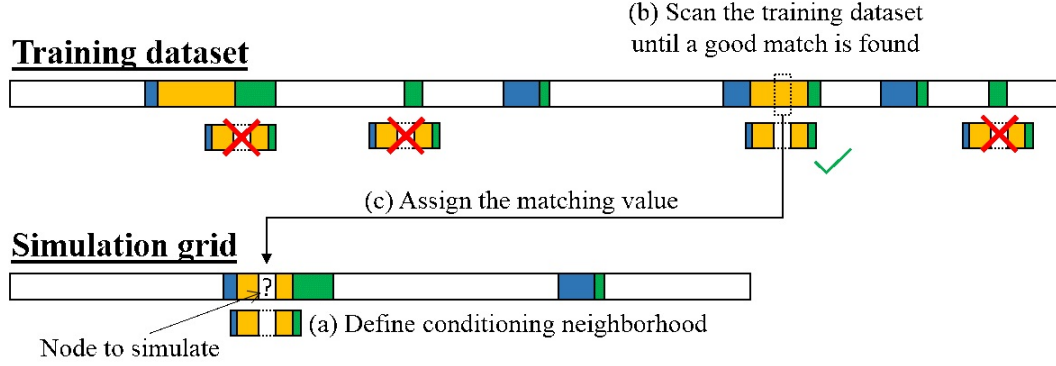 (b) Scan the training dataset
until a good match is found
Training dataset
(c) Assign the matching value
Simulation grid
?
(a) Define conditioning neighborhood
Node to simulate